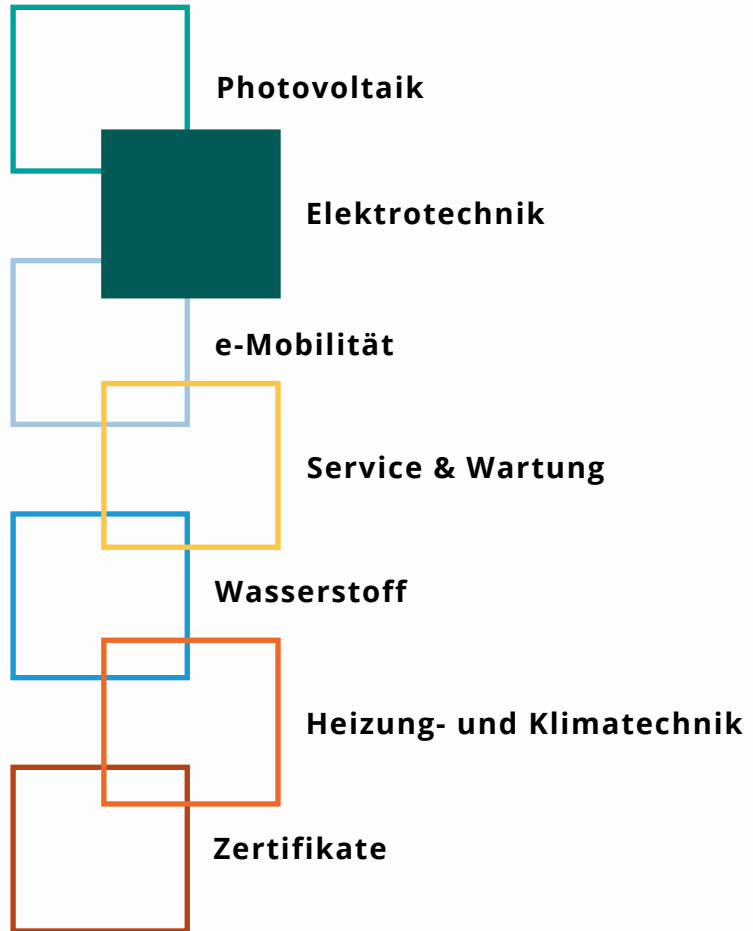 Photovoltaik
Elektrotechnik
e-Mobilität
Service & Wartung
Wasserstoff
Heizung- und Klimatechnik
Zertifikate